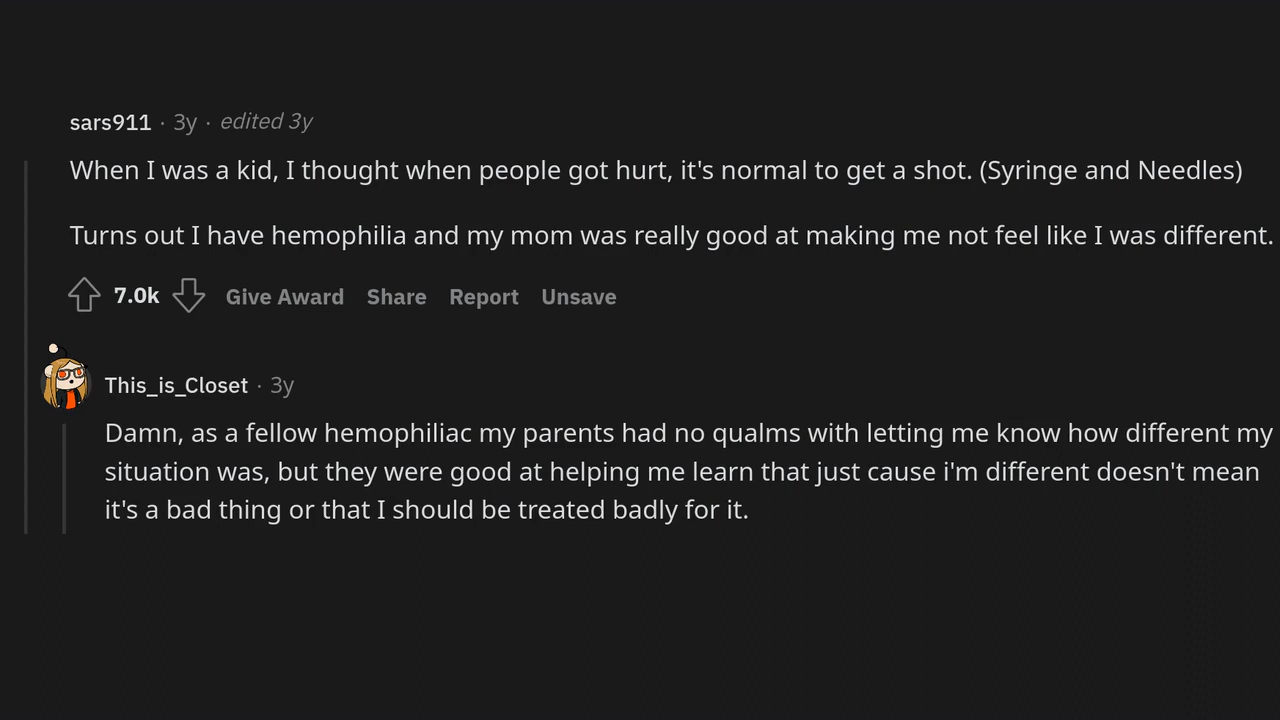 sars911 · 3y · edited 3y
When I was a kid, I thought when people got hurt, it's normal to get a shot. (Syringe and Needles)
Turns out I have hemophilia and my mom was really good at making me not feel like I was different.
7.0k Give Award Share Report Unsave
This_is_Closet · 3y
Damn, as a fellow hemophiliac my parents had no qualms with letting me know how different my
situation was, but they were good at helping me learn that just cause i'm different doesn't mean
it's a bad thing or that I should be treated badly for it.